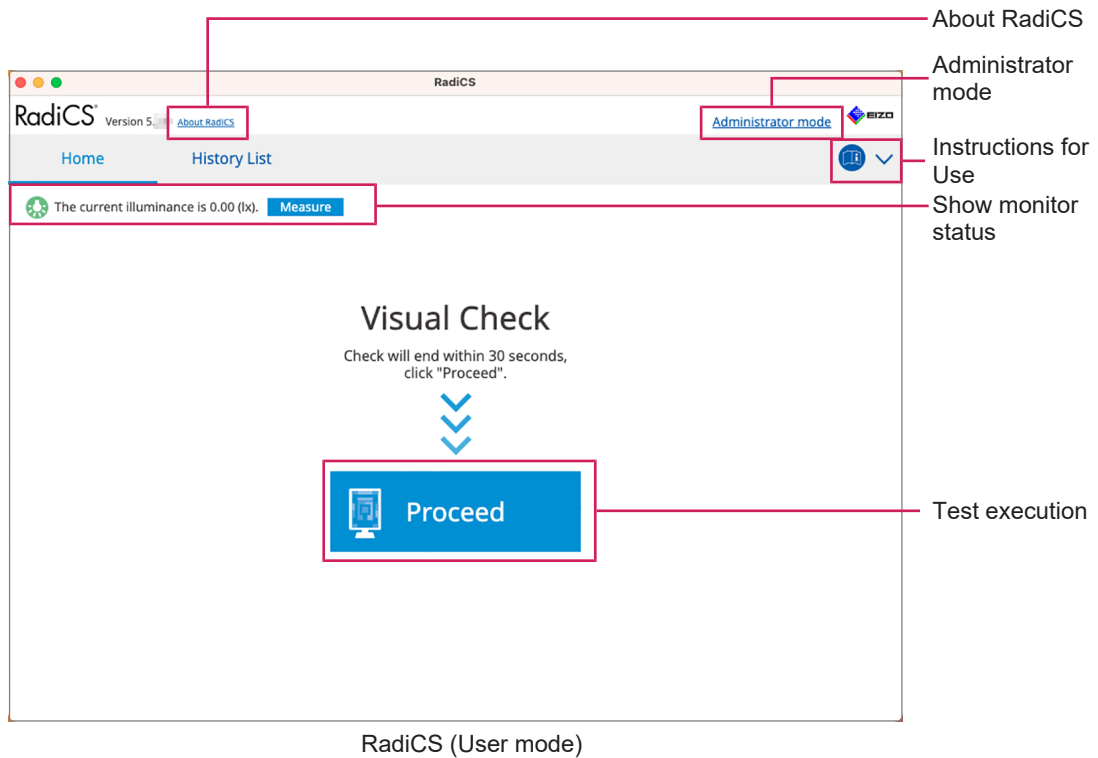 About RadiCS
Administrator
mode
RadiCS
RadiCS® Version 5. About RadiCS
Administrator mode
EIZO
Home
History List
Instructions for
Use
The current illuminance is 0.00 (lx).
Measure
Show monitor
status
Visual Check
Check will end within 30 seconds,
click "Proceed".
Proceed
Test execution
RadiCS (User mode)